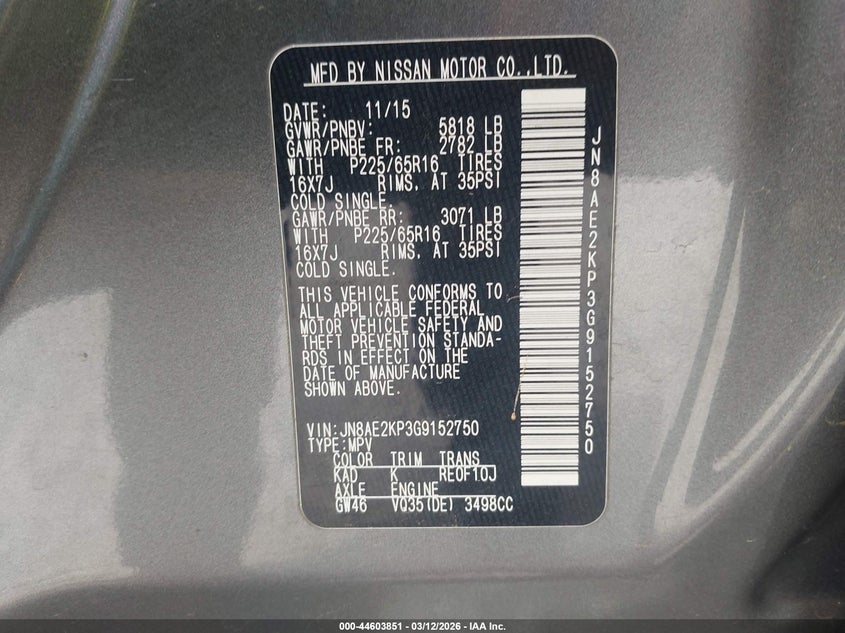 MFD BY NISSAN MOTOR CO.,LTD.
DATE: 11/15
GVWR/PNBV: 5818 LB
GAWR/PNBE FR: 2782 LB
WITH P225/65R16 TIRES
16X7J RIMS, AT 35PSI
COLD SINGLE.
GAWR/PNBE RR: 3071 LB
WITH P225/65R16 TIRES
16X7J RIMS, AT 35PSI
COLD SINGLE.
THIS VEHICLE CONFORMS TO
ALL APPLICABLE FEDERAL
MOTOR VEHICLE SAFETY AND
THEFT PREVENTION STANDA-
RDS IN EFFECT ON THE
DATE OF MANUFACTURE
SHOWN ABOVE.
VIN:JN8AE2KP3G9152750
TYPE:MPV
COLOR TRIM TRANS
KAD K RE0F10J
AXLE ENGINE
GW46 VQ35(DE) 3498CC
JN8AE2KP3G9152750
000-44603851 | 03/12/2026 - IAA Inc.